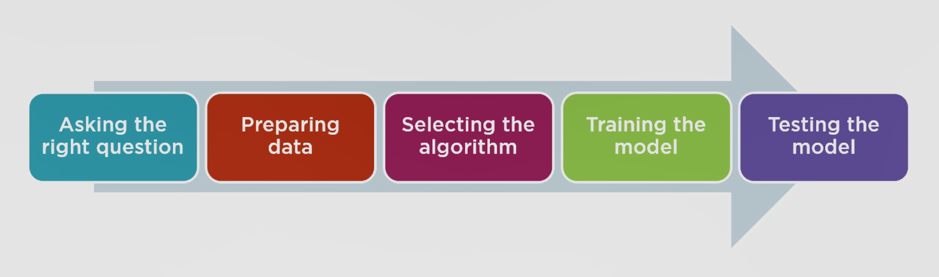 Asking the
right question
Preparing
data
Selecting the
algorithm
Training the
model
Testing the
model